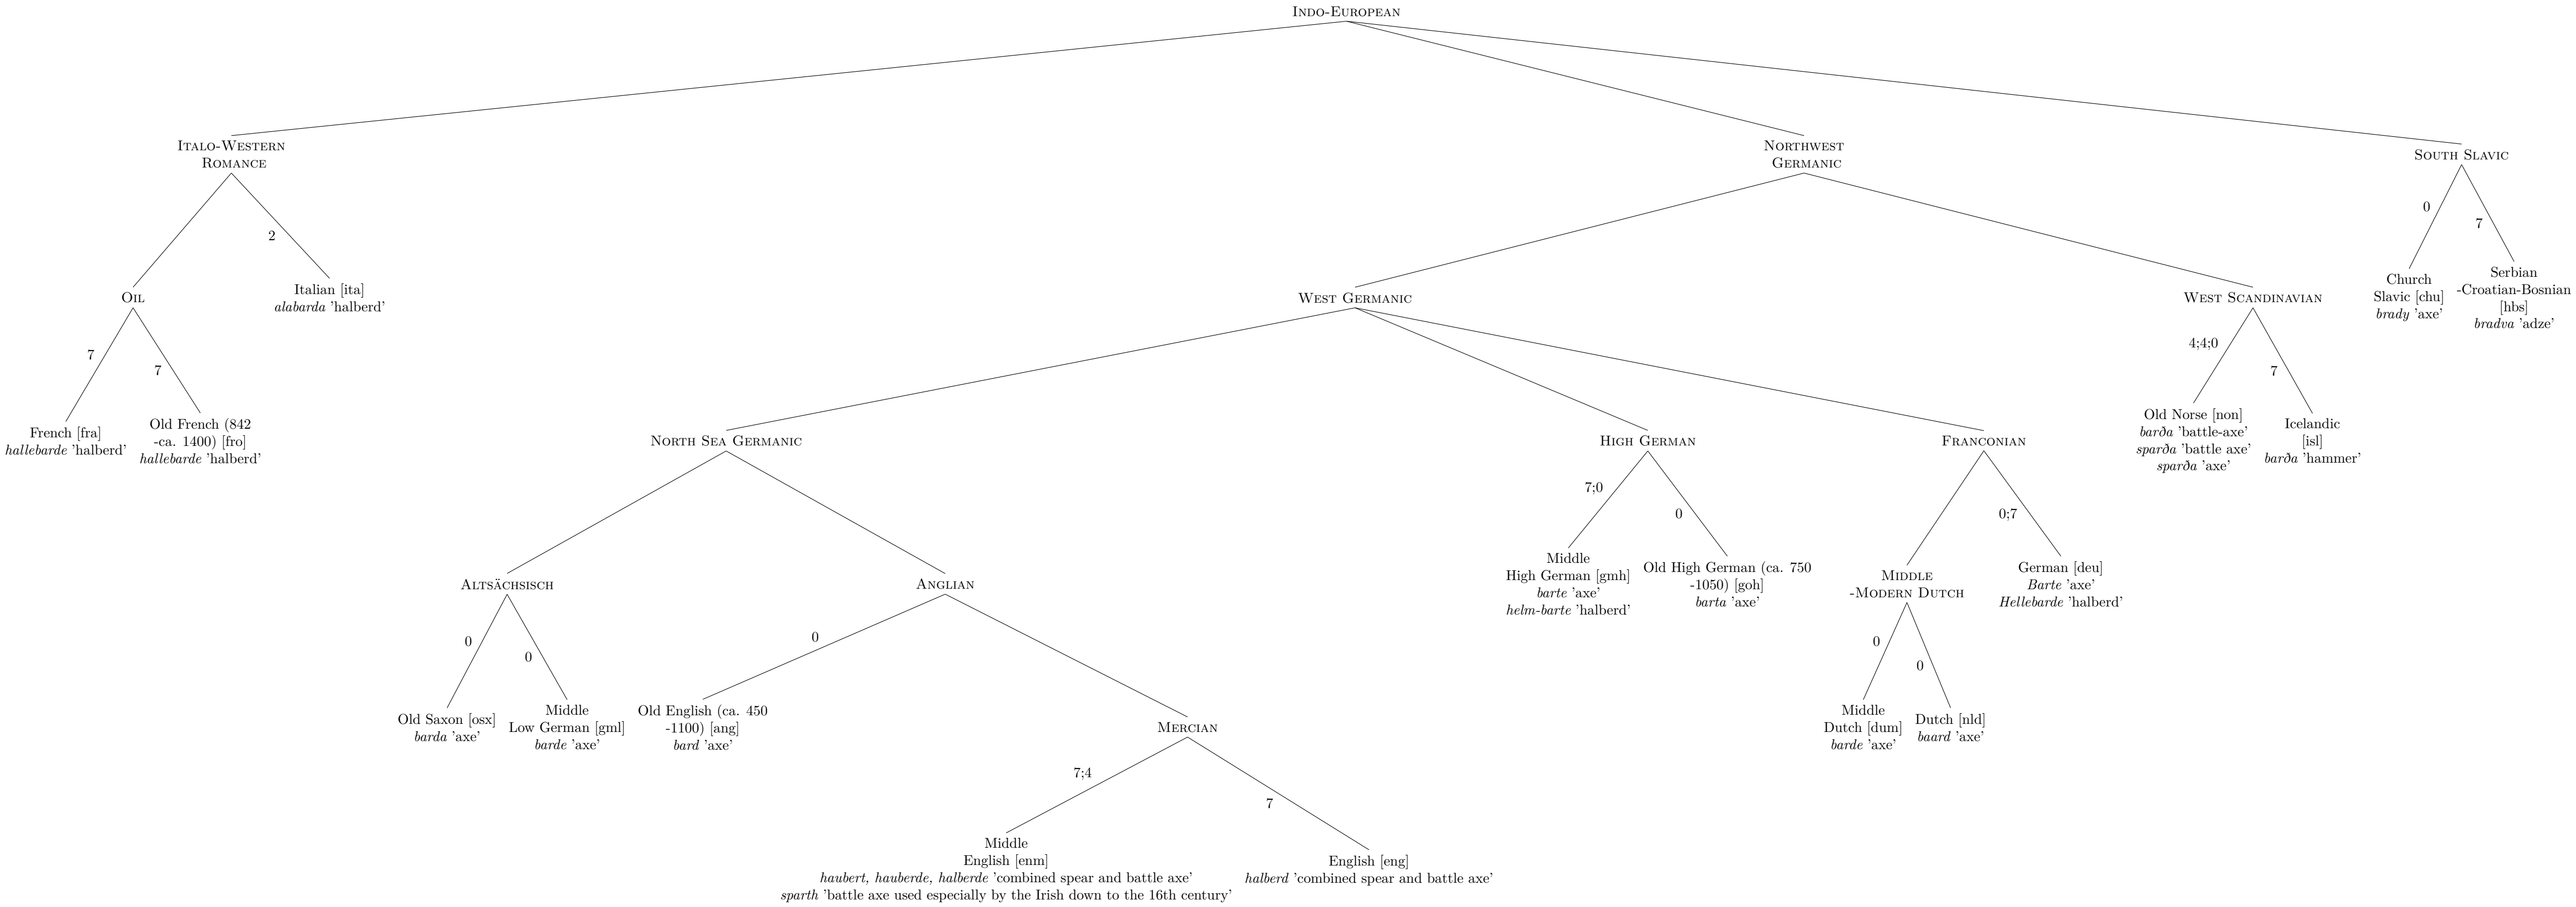 INDO-EUROPEAN
ITALO-WESTERN
ROMANCE
NORTHWEST
GERMANIC
SOUTH SLAVIC
0
7
2
OIL
Italian [ita]
alabarda 'halberd'
WEST GERMANIC
WEST SCANDINAVIAN
Church
Slavic [chu]
brady 'axe'
Serbian
-Croatian-Bosnian
[hbs]
bradva 'adze'
7
7
4;4;0
7
French [fra]
hallebarde 'halberd'
Old French (842
-ca. 1400) [fro]
hallebarde 'halberd'
NORTH SEA GERMANIC
HIGH GERMAN
FRANCONIAN
Old Norse [non]
barða 'battle-axe'
sparða 'battle axe'
sparða 'axe'
Icelandic
[isl]
barða 'hammer'
7;0
0
0;7
ALTSÄCHSISCH
ANGLIAN
Middle
High German [gmh]
barte 'axe'
helm-barte 'halberd'
Old High German (ca. 750
-1050) [goh]
barta 'axe'
MIDDLE
-MODERN DUTCH
German [deu]
Barte 'axe'
Hellebarde 'halberd'
0
0
0
0
0
Old Saxon [osx]
barda 'axe'
Middle
Low German [gml]
barde 'axe'
Old English (ca. 450
-1100) [ang]
bard 'axe'
MERCIAN
Middle
Dutch [dum]
barde 'axe'
Dutch [nld]
baard 'axe'
7;4
7
Middle
English [enm]
haubert, hauberde, halberde 'combined spear and battle axe'
sparth 'battle axe used especially by the Irish down to the 16th century'
English [eng]
halberd 'combined spear and battle axe'